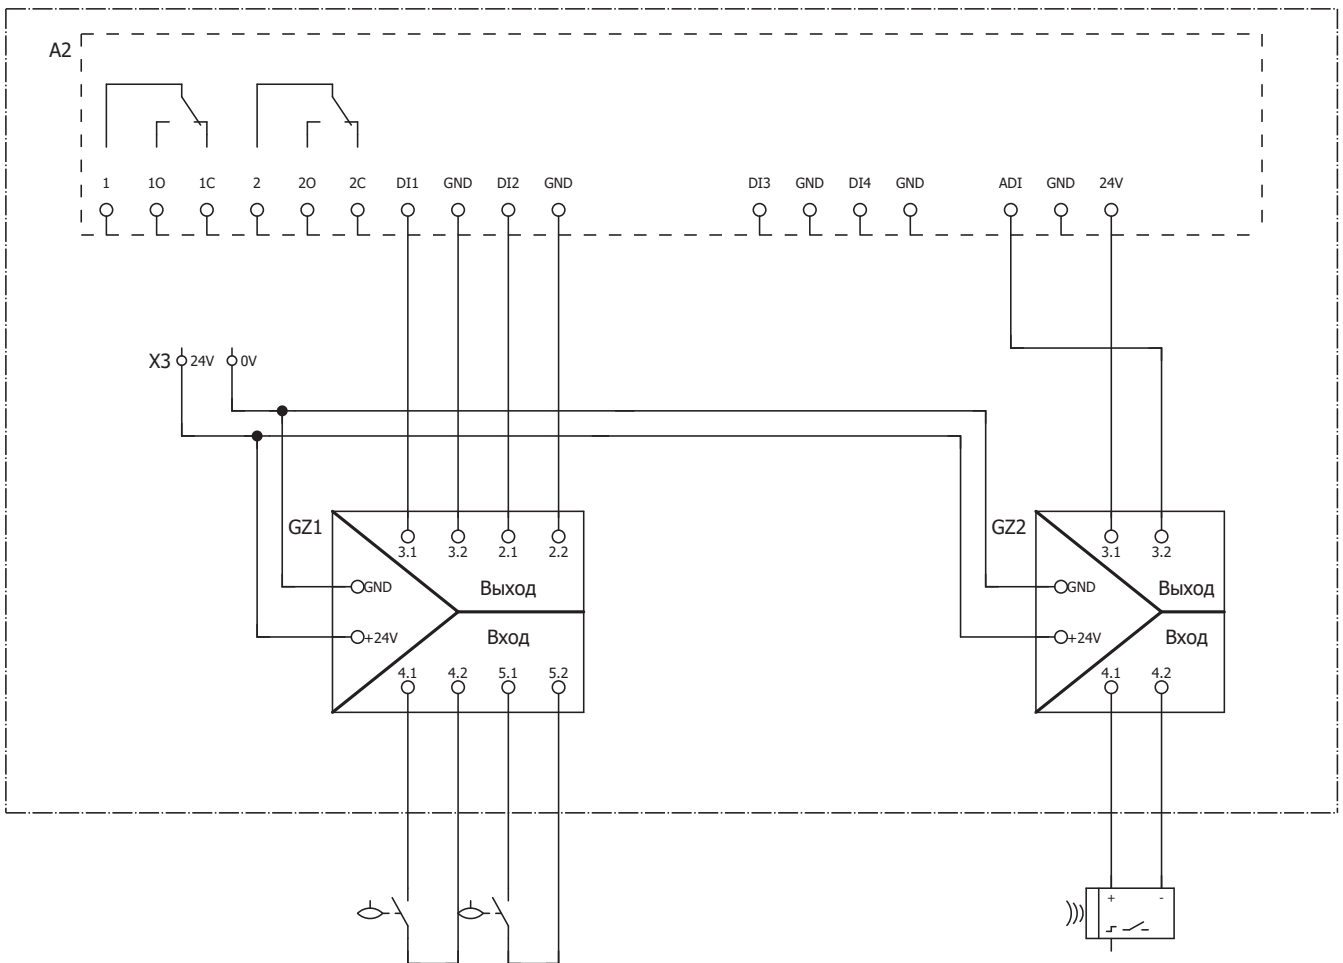 A2
1 1O 1C 2 2O 2C DI1 GND DI2 GND DI3 GND DI4 GND ADI GND 24V
X3 24V 0V
GZ1 GZ2
3.1 3.2 2.1 2.2 3.1 3.2
GND Выход GND Выход
+24V Вход +24V Вход
4.1 4.2 5.1 5.2 4.1 4.2
+ -